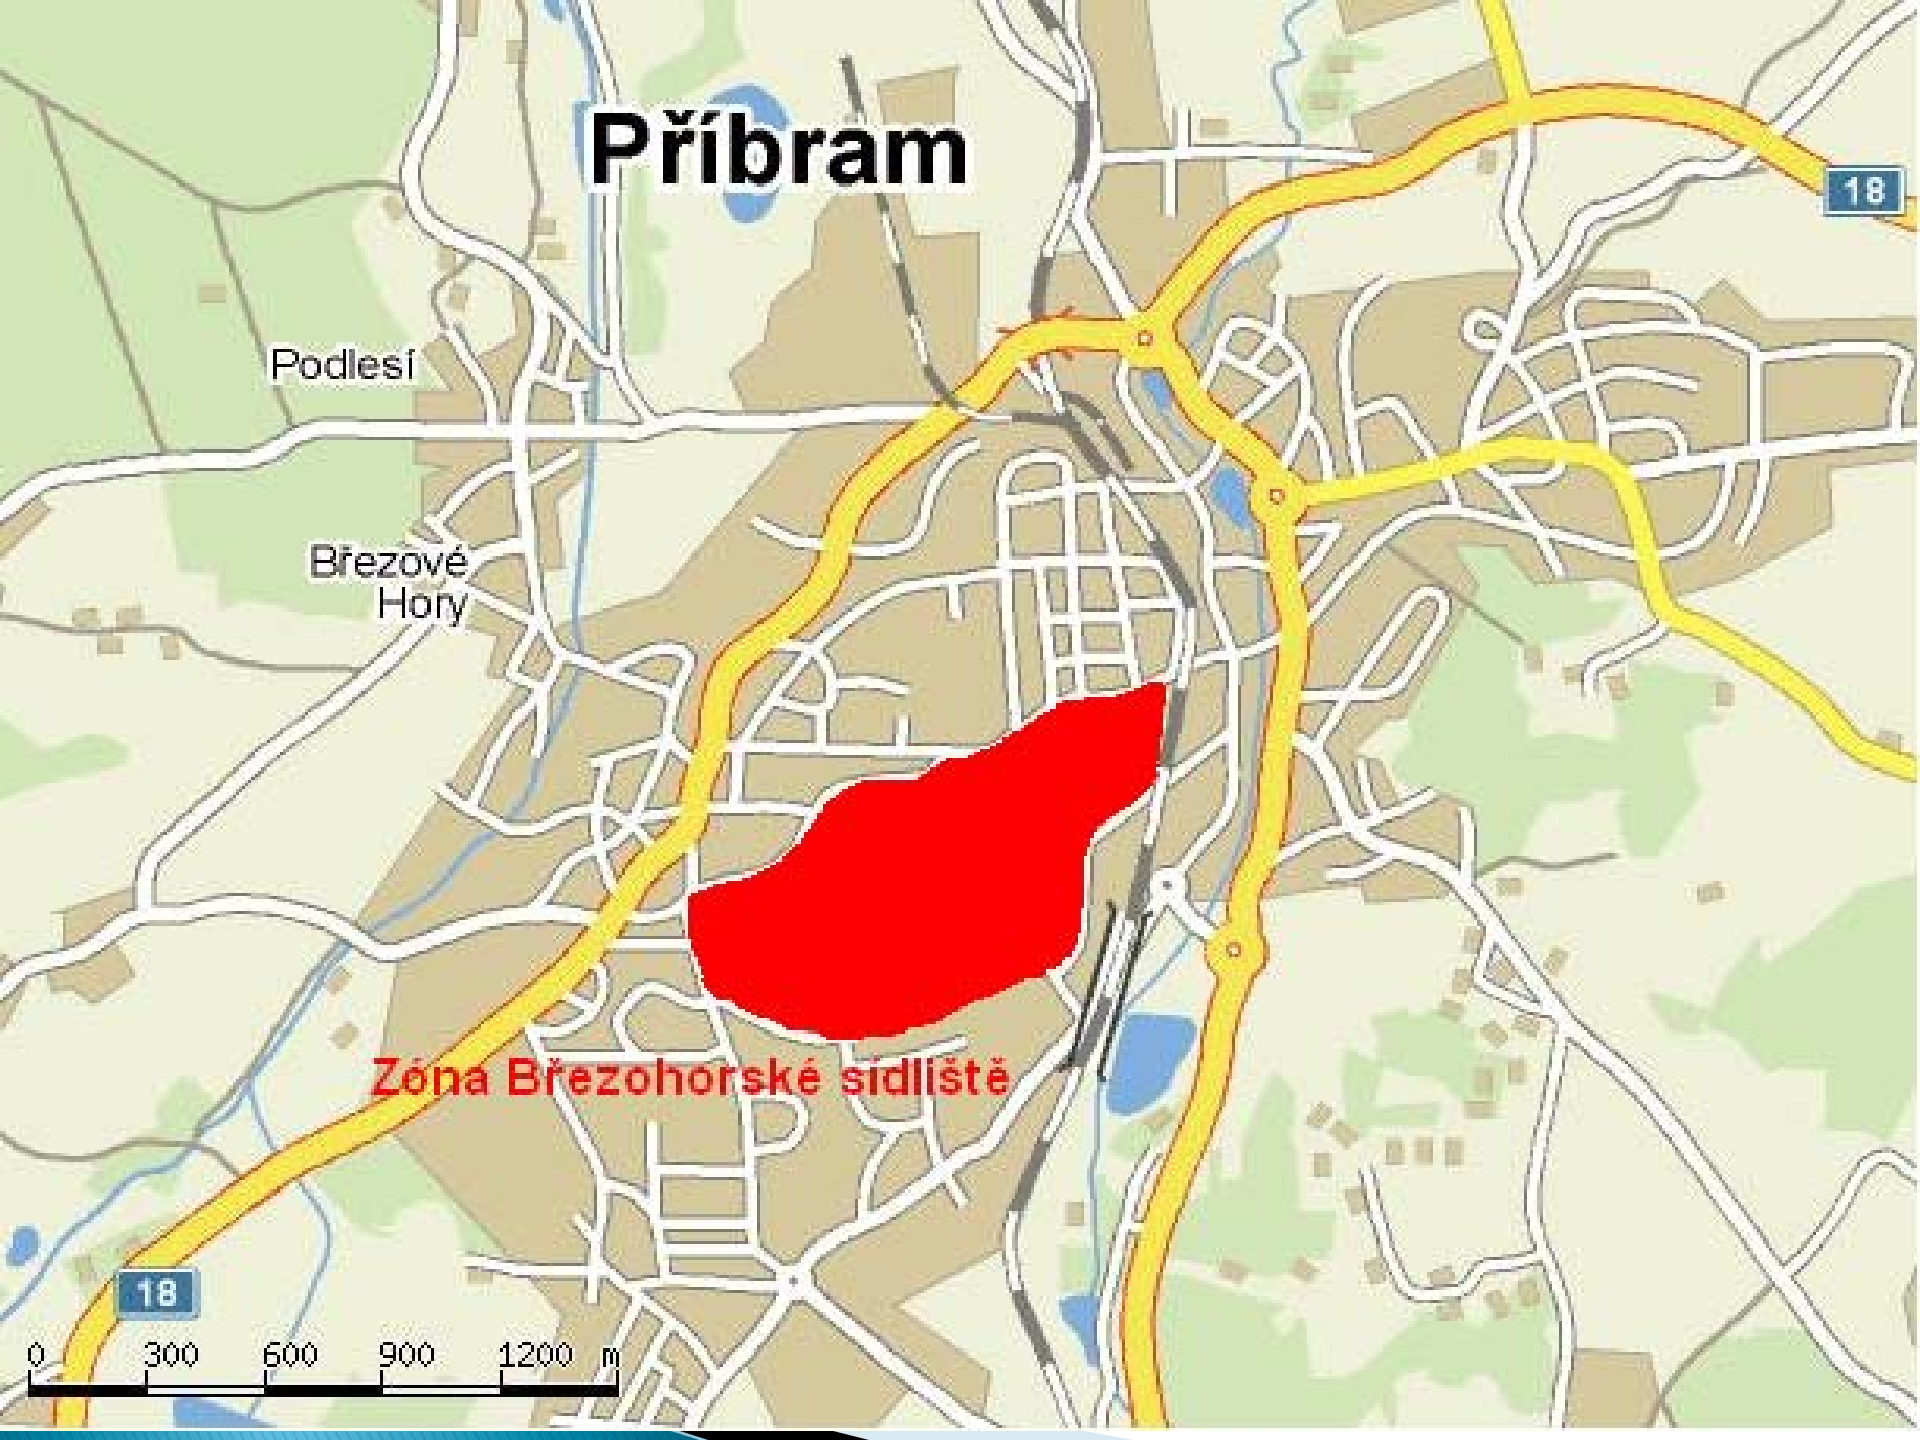 Příbram
18
Podlesí
Březové
Hory
Zóna Březohorské sídliště
18
0 300 600 900 1200 m